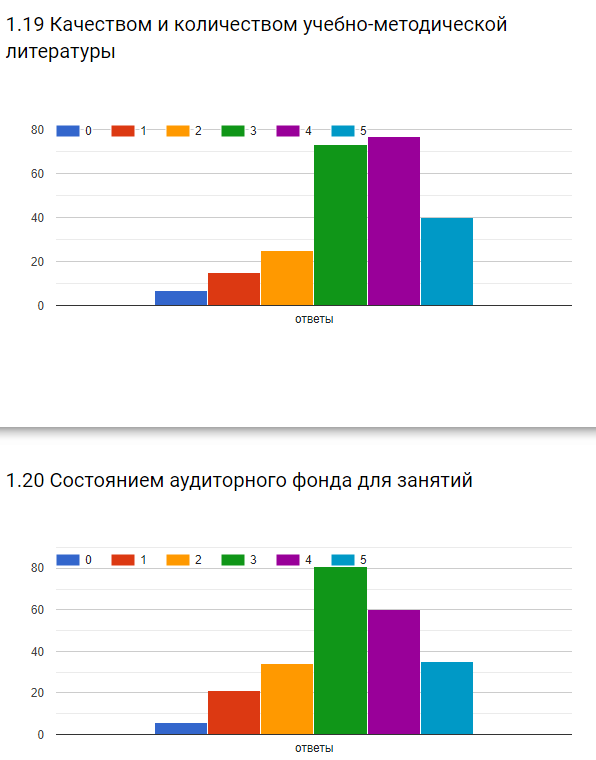 1.19 Качеством и количеством учебно-методической
литературы
0 1 2 3 4 5
80
60
40
20
0
ответы
1.20 Состоянием аудиторного фонда для занятий
0 1 2 3 4 5
80
60
40
20
0
ответы